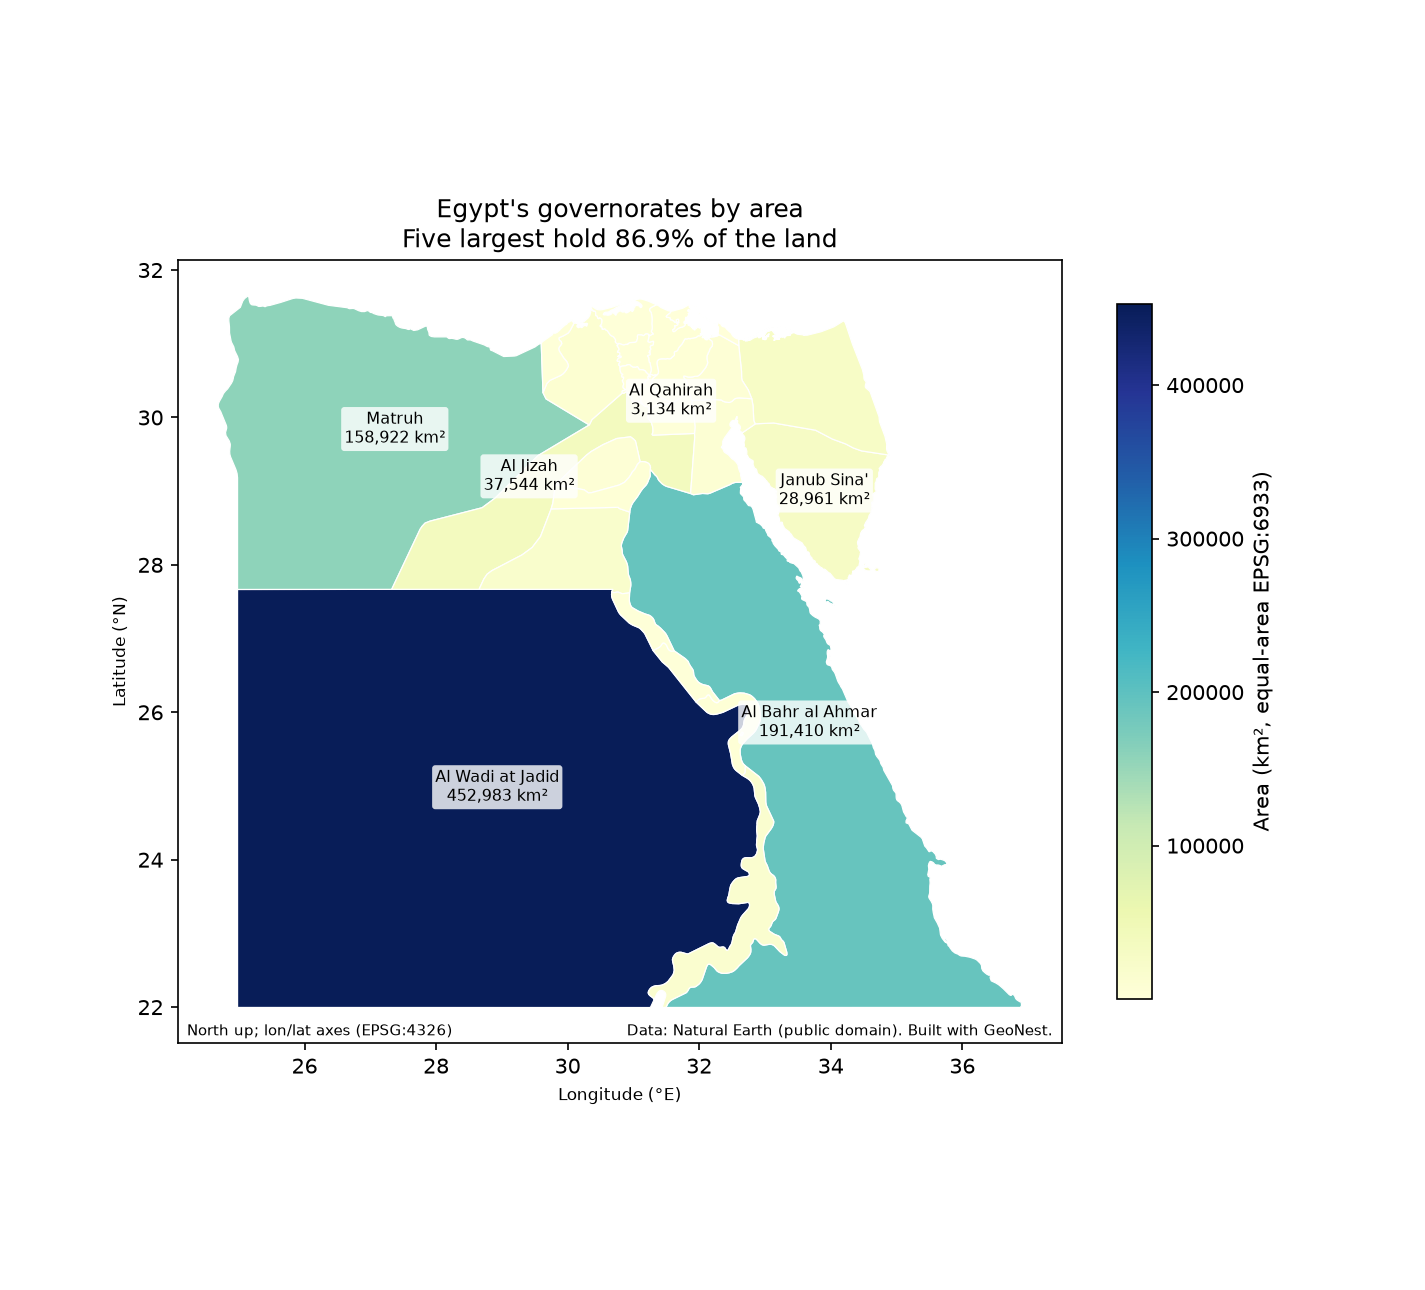 Egypt's governorates by area
Five largest hold 86.9% of the land
32
30
28
26
24
22
Latitude (°N)
Matruh
158,922 km²
Al Jizah
37,544 km²
Al Qahirah
3,134 km²
Janub Sina'
28,961 km²
Al Bahr al Ahmar
191,410 km²
Al Wadi at Jadid
452,983 km²
North up; lon/lat axes (EPSG:4326)
Data: Natural Earth (public domain). Built with GeoNest.
26
28
30
32
34
36
Longitude (°E)
400000
300000
200000
100000
Area (km², equal-area EPSG:6933)